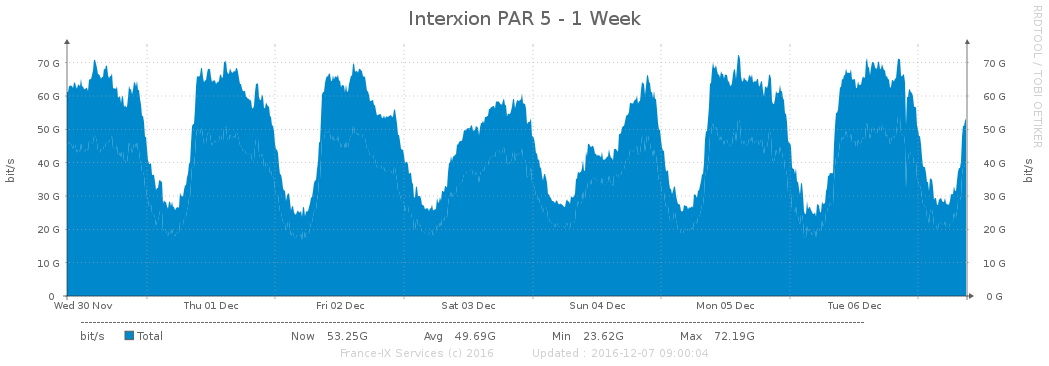 Interxion PAR 5 - 1 Week
RRDTOOL / TOBI OETIKER
bit/s
70 G
60 G
50 G
40 G
30 G
20 G
10 G
0
70 G
60 G
50 G
40 G
30 G
20 G
10 G
0 G
bit/s
Wed 30 Nov Thu 01 Dec Fri 02 Dec Sat 03 Dec Sun 04 Dec Mon 05 Dec Tue 06 Dec
bit/s Total Now 53.25G Avg 49.69G Min 23.62G Max 72.19G
France-IX Services (c) 2016 Updated : 2016-12-07 09:00:04